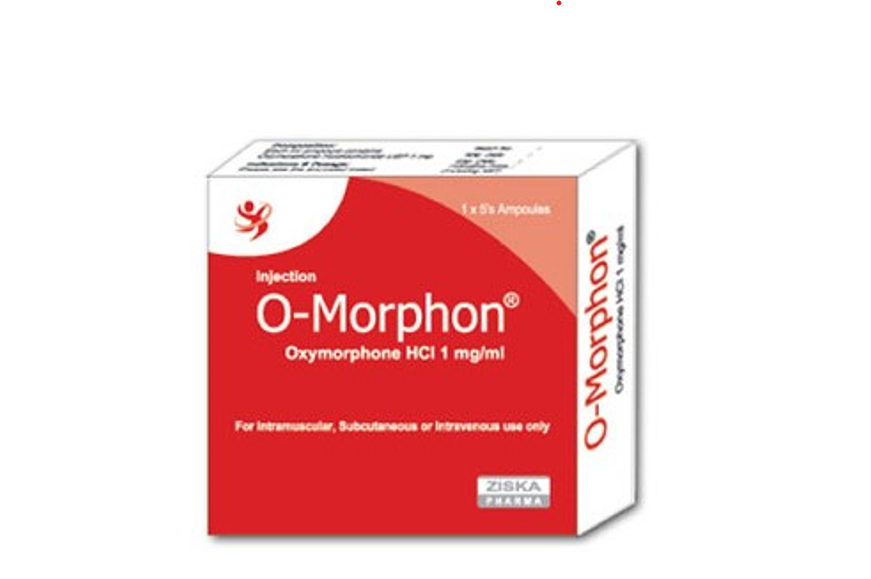 Composition:
1 x 5's Ampoules
Injection
O-Morphon®
Oxymorphone HCl 1 mg/ml
For Intramuscular, Subcutaneous or Intravenous use only
ZISKA
PHARMA
O-Morphon®
Oxymorphone HCl 1 mg/ml